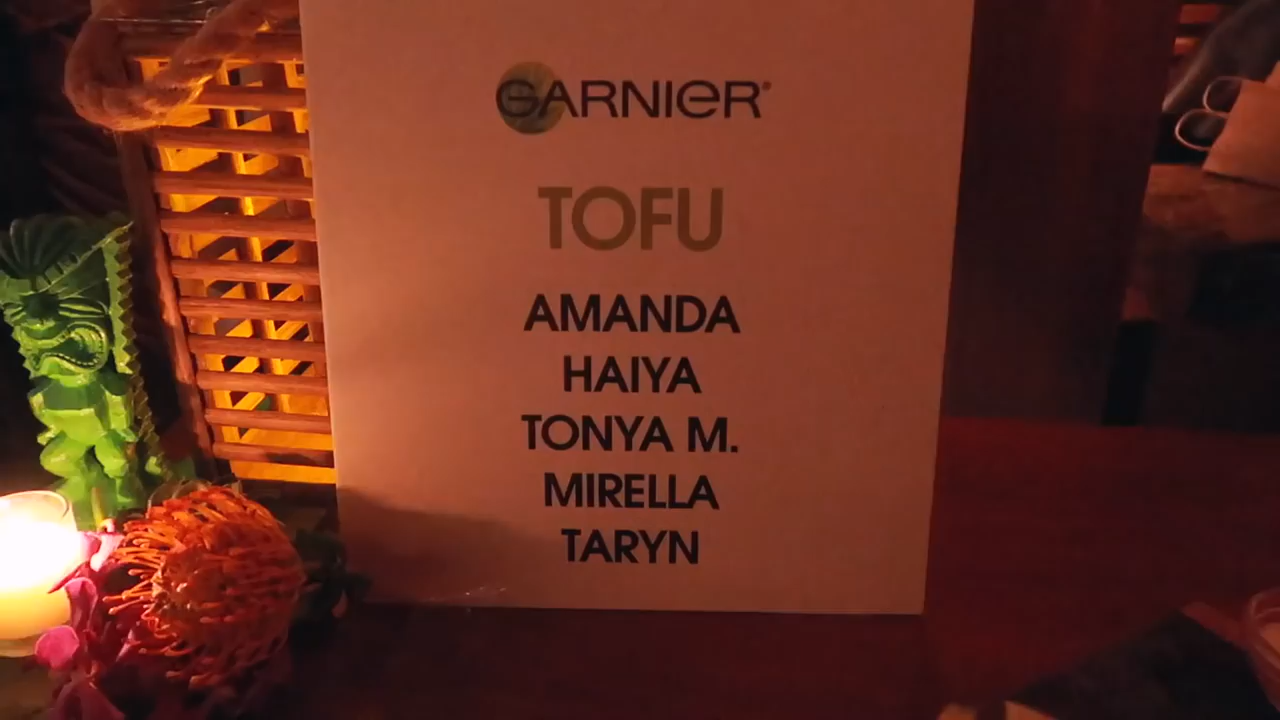 GARNIER
TOFU
AMANDA
HAIYA
TONYA M.
MIRELLA
TARYN